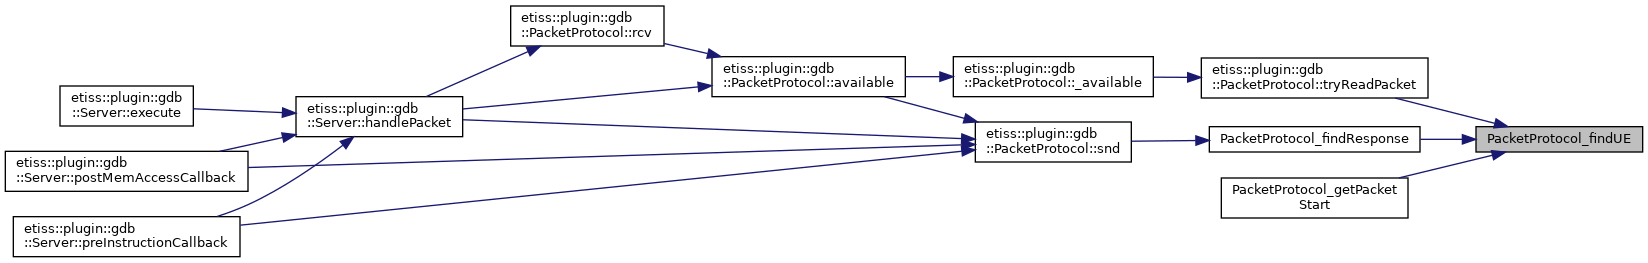 etiss::plugin::gdb
::PacketProtocol::rcv
etiss::plugin::gdb
::PacketProtocol::available
etiss::plugin::gdb
::PacketProtocol::_available
etiss::plugin::gdb
::PacketProtocol::tryReadPacket
etiss::plugin::gdb
::Server::execute
etiss::plugin::gdb
::Server::handlePacket
etiss::plugin::gdb
::PacketProtocol::snd
PacketProtocol_findResponse
PacketProtocol_findUE
etiss::plugin::gdb
::Server::postMemAccessCallback
PacketProtocol_getPacket
Start
etiss::plugin::gdb
::Server::preInstructionCallback